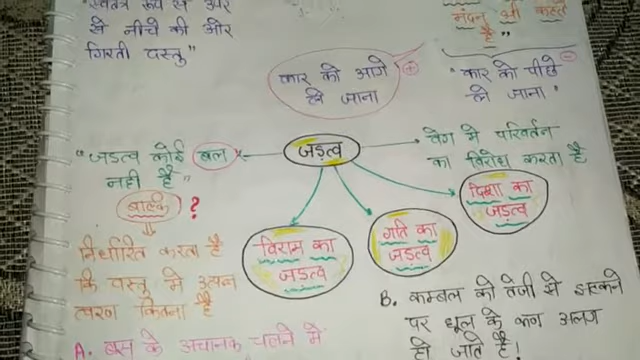 "स्वतंत्र रूप से ऊपर
से नीचे की ओर
गिरती वस्तु"
भी कहते
है"
कार को आगे
हो जाना
+
-
"कार को पीछे
हो जाना"
"जड़त्व कोई बल
नहीं है"
जड़त्व
वेग में परिवर्तन
का विरोध करता है
बल्कि ?
निर्धारित करता है
कि वस्तु में उत्पन्न
त्वरण कितना है
विराम का
जड़त्व
गति का
जड़त्व
दिशा का
जड़त्व
A. बस के अचानक चलने में
B. कम्बल को तेजी से झटकने
पर धूल के कण अलग
हो जाते है!